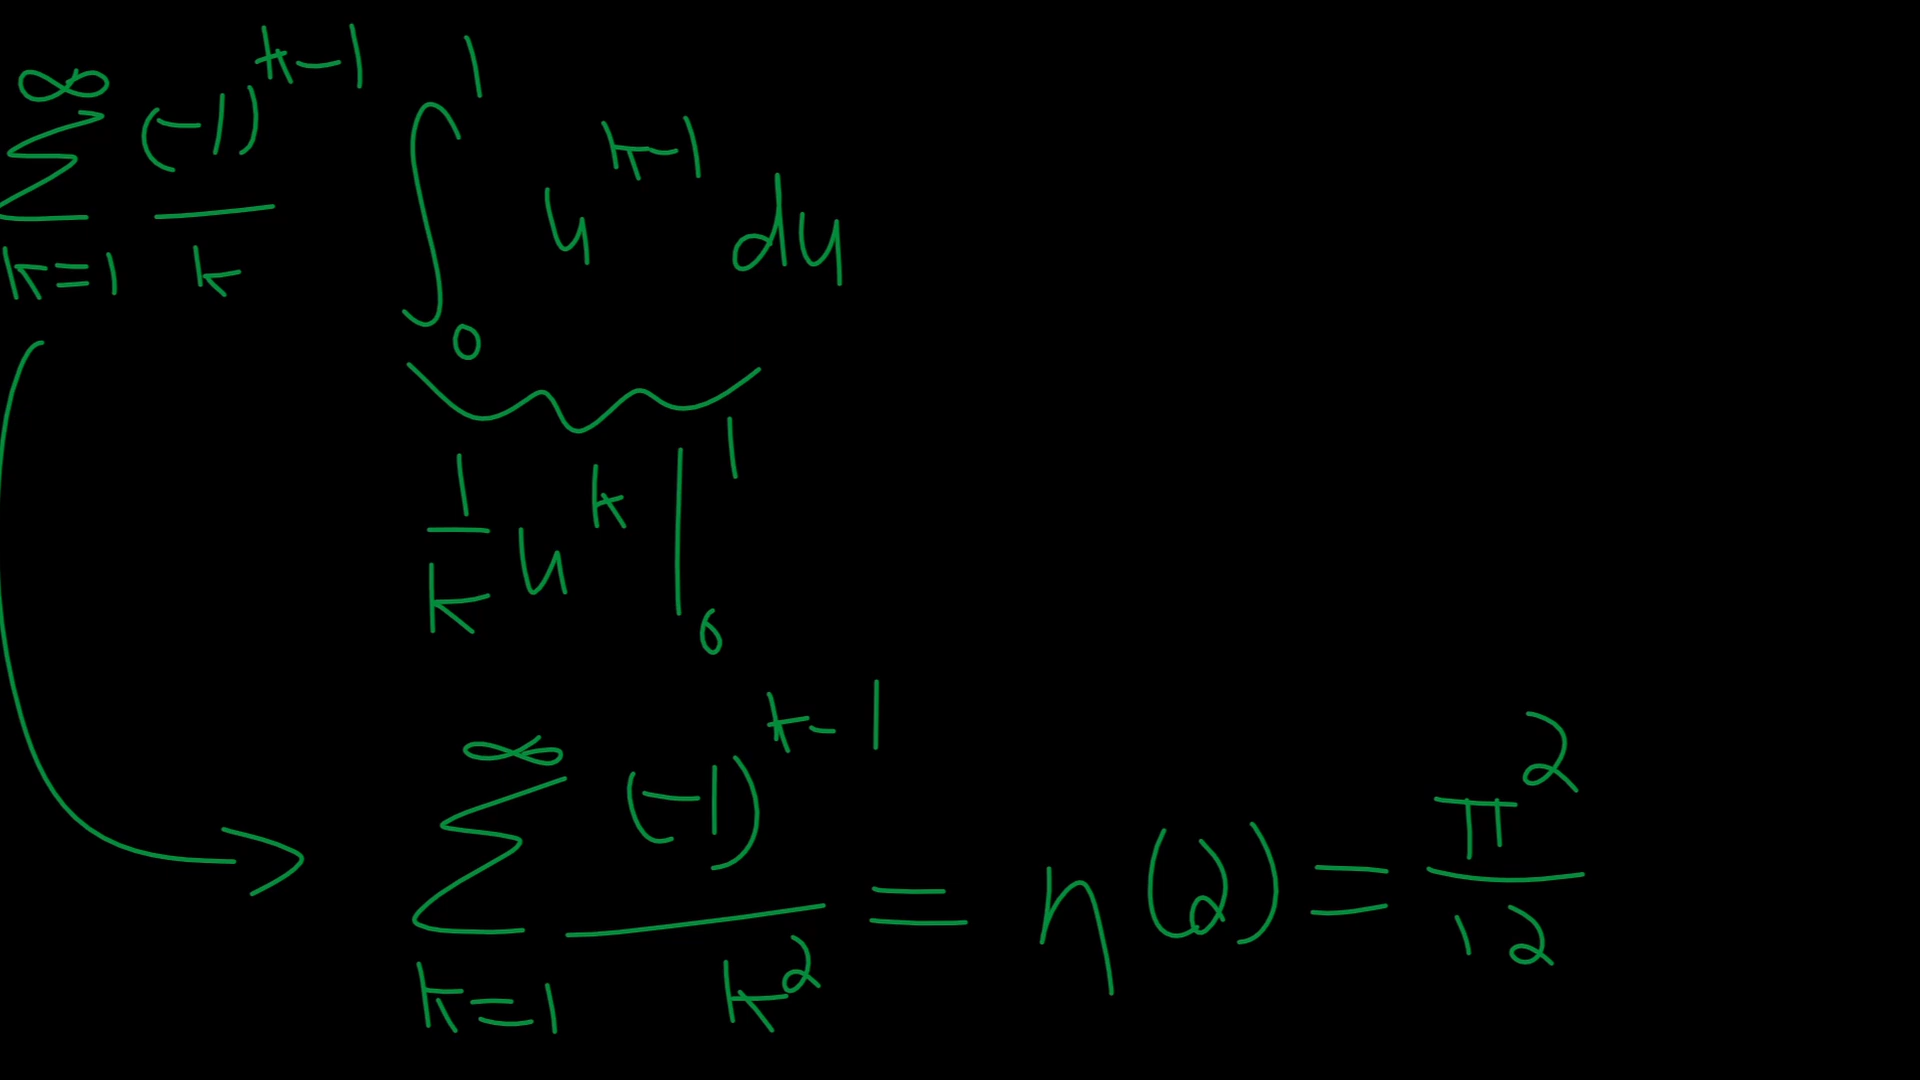 ∞ Σ k=1 (-1)^{k-1} / k ∫_0^1 u^{k-1} du
1/k u^k |_0^1
∞ Σ k=1 (-1)^{k-1} / k^2 = η(2) = π^2 / 12